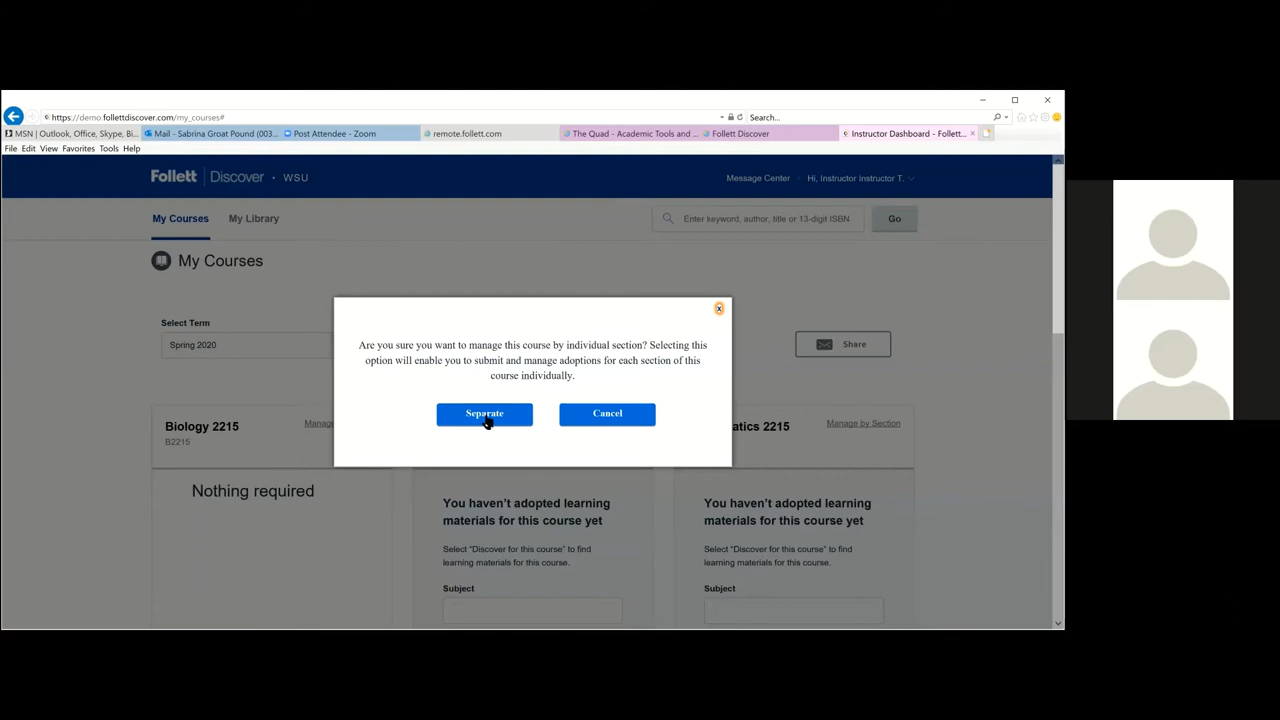 https://demo.follettdiscover.com/my_courses#
Search...
MSN | Outlook, Office, Skype, Bi...
Mail - Sabrina Groat Pound (003...
Post Attendee - Zoom
remote.follett.com
The Quad - Academic Tools and ...
Follett Discover
Instructor Dashboard - Follett...
File Edit View Favorites Tools Help
Follett | Discover • WSU
Message Center
Hi, Instructor Instructor T.
My Courses
My Library
Enter keyword, author, title or 13-digit ISBN
Go
My Courses
Select Term
Spring 2020
Share
Are you sure you want to manage this course by individual section? Selecting this
option will enable you to submit and manage adoptions for each section of this
course individually.
Separate
Cancel
Biology 2215
B2215
Manage
atics 2215
Manage by Section
Nothing required
You haven't adopted learning
materials for this course yet
Select "Discover for this course" to find
learning materials for this course.
Subject
You haven't adopted learning
materials for this course yet
Select "Discover for this course" to find
learning materials for this course.
Subject